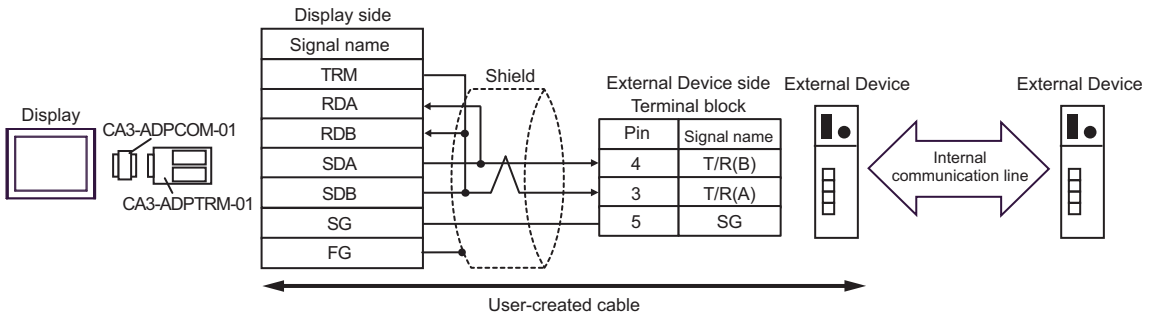 Display side
Signal name
TRM
RDA
RDB
SDA
SDB
SG
FG
Shield
Display
CA3-ADPCOM-01
CA3-ADPTRM-01
External Device side
Terminal block
Pin Signal name
4 T/R(B)
3 T/R(A)
5 SG
External Device
External Device
Internal
communication line
User-created cable